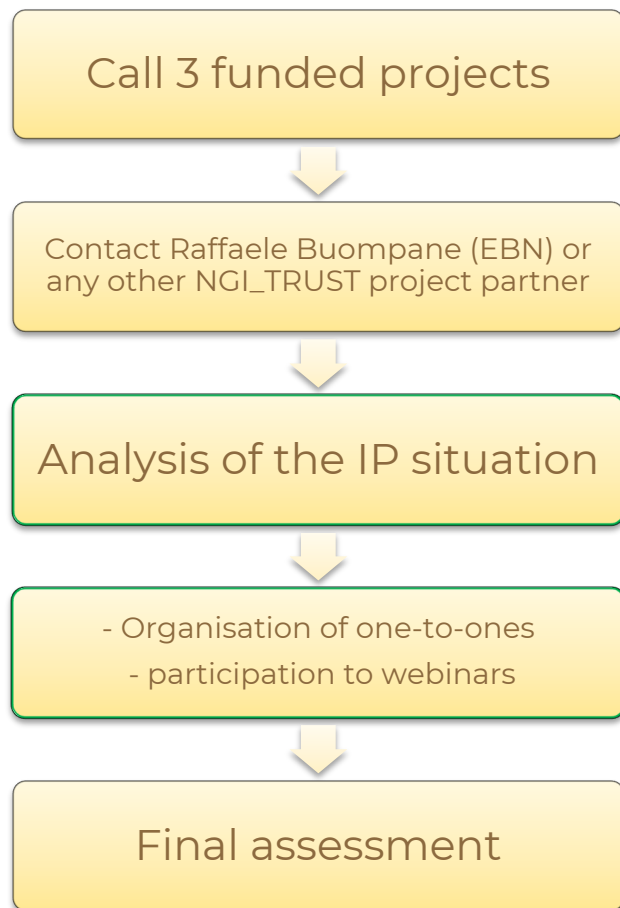 Call 3 funded projects
Contact Raffaele Buompane (EBN) or
any other NGI_TRUST project partner
Analysis of the IP situation
- Organisation of one-to-ones
- participation to webinars
Final assessment